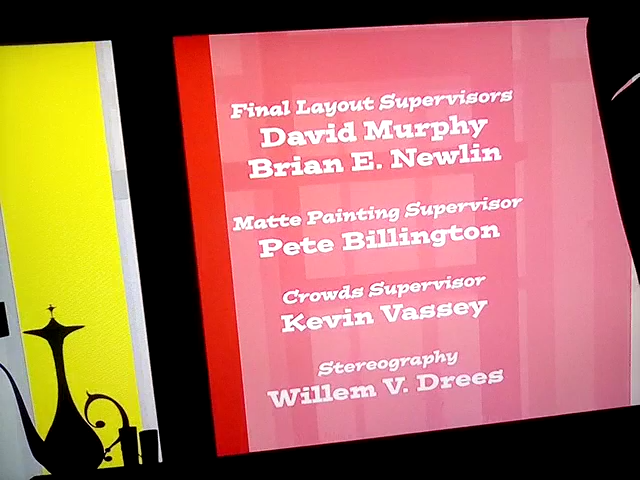 Final Layout Supervisors
David Murphy
Brian E. Newlin
Matte Painting Supervisor
Pete Billington
Crowds Supervisor
Kevin Vassey
Stereography
Willem V. Drees